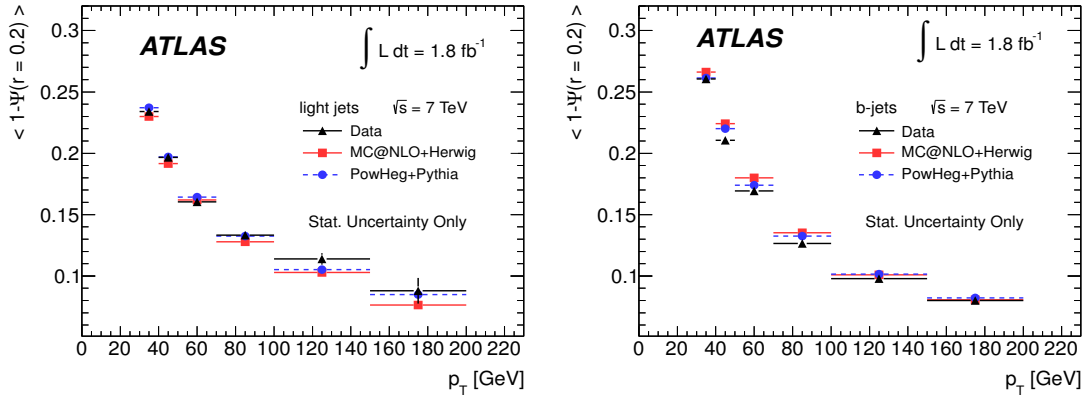 < 1-Ψ(r = 0.2) >
0.3
0.25
0.2
0.15
0.1
ATLAS
∫ L dt = 1.8 fb⁻¹
light jets √s = 7 TeV
Data
MC@NLO+Herwig
PowHeg+Pythia
Stat. Uncertainty Only
0 20 40 60 80 100 120 140 160 180 200 220
p_T [GeV]
< 1-Ψ(r = 0.2) >
0.3
0.25
0.2
0.15
0.1
ATLAS
∫ L dt = 1.8 fb⁻¹
b-jets √s = 7 TeV
Data
MC@NLO+Herwig
PowHeg+Pythia
Stat. Uncertainty Only
0 20 40 60 80 100 120 140 160 180 200 220
p_T [GeV]